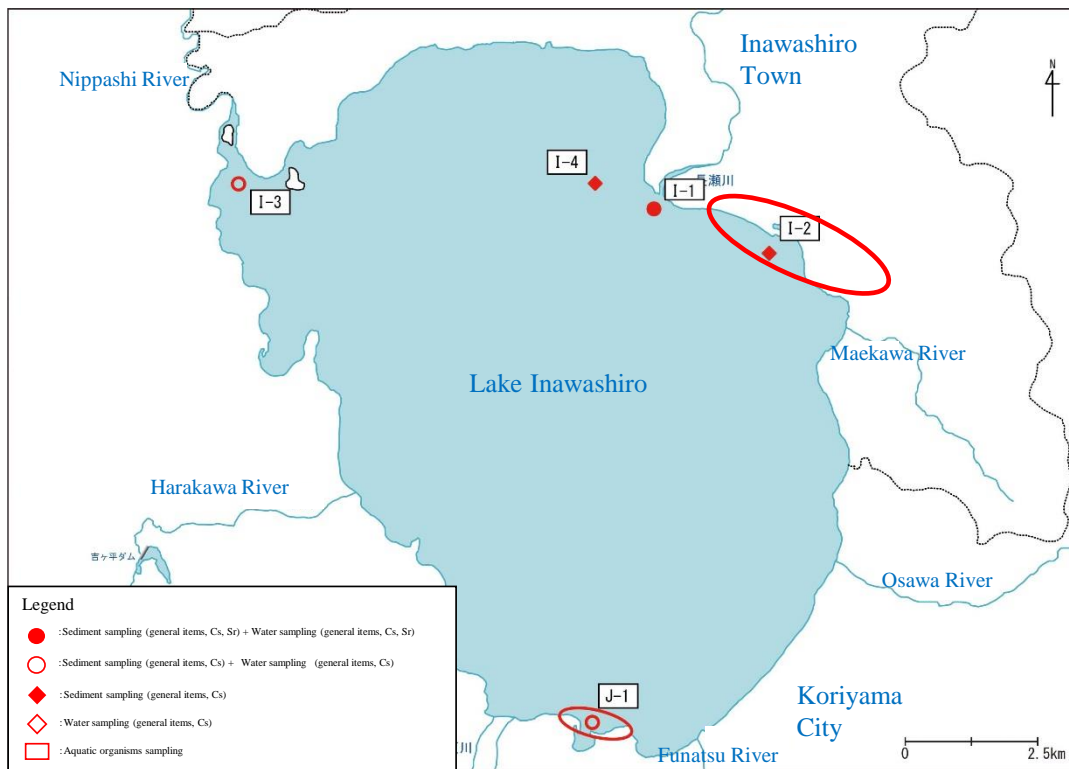 Inawashiro
Town
Nippashi River
N
I-4
長瀬川
I-1
I-3
I-2
Maekawa River
Lake Inawashiro
Harakawa River
Osawa River
Legend
:Sediment sampling (general items, Cs, Sr) + Water sampling (general items, Cs, Sr)
:Sediment sampling (general items, Cs) + Water sampling (general items, Cs)
:Sediment sampling (general items, Cs)
:Water sampling (general items, Cs)
:Aquatic organisms sampling
J-1
Koriyama
City
川
Funatsu River
0
2.5km